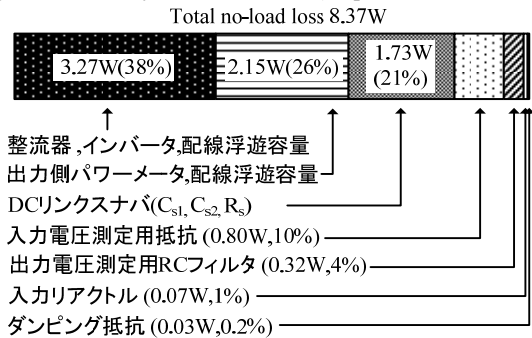 Total no-load loss 8.37W
3.27W(38%)
2.15W(26%)
1.73W
(21%)
整流器,インバータ,配線浮遊容量
出力側パワーメータ,配線浮遊容量
DCリンクスナバ(Cs1, Cs2, Rs)
入力電圧測定用抵抗 (0.80W,10%)
出力電圧測定用RCフィルタ (0.32W,4%)
入力リアクトル (0.07W,1%)
ダンピング抵抗 (0.03W,0.2%)